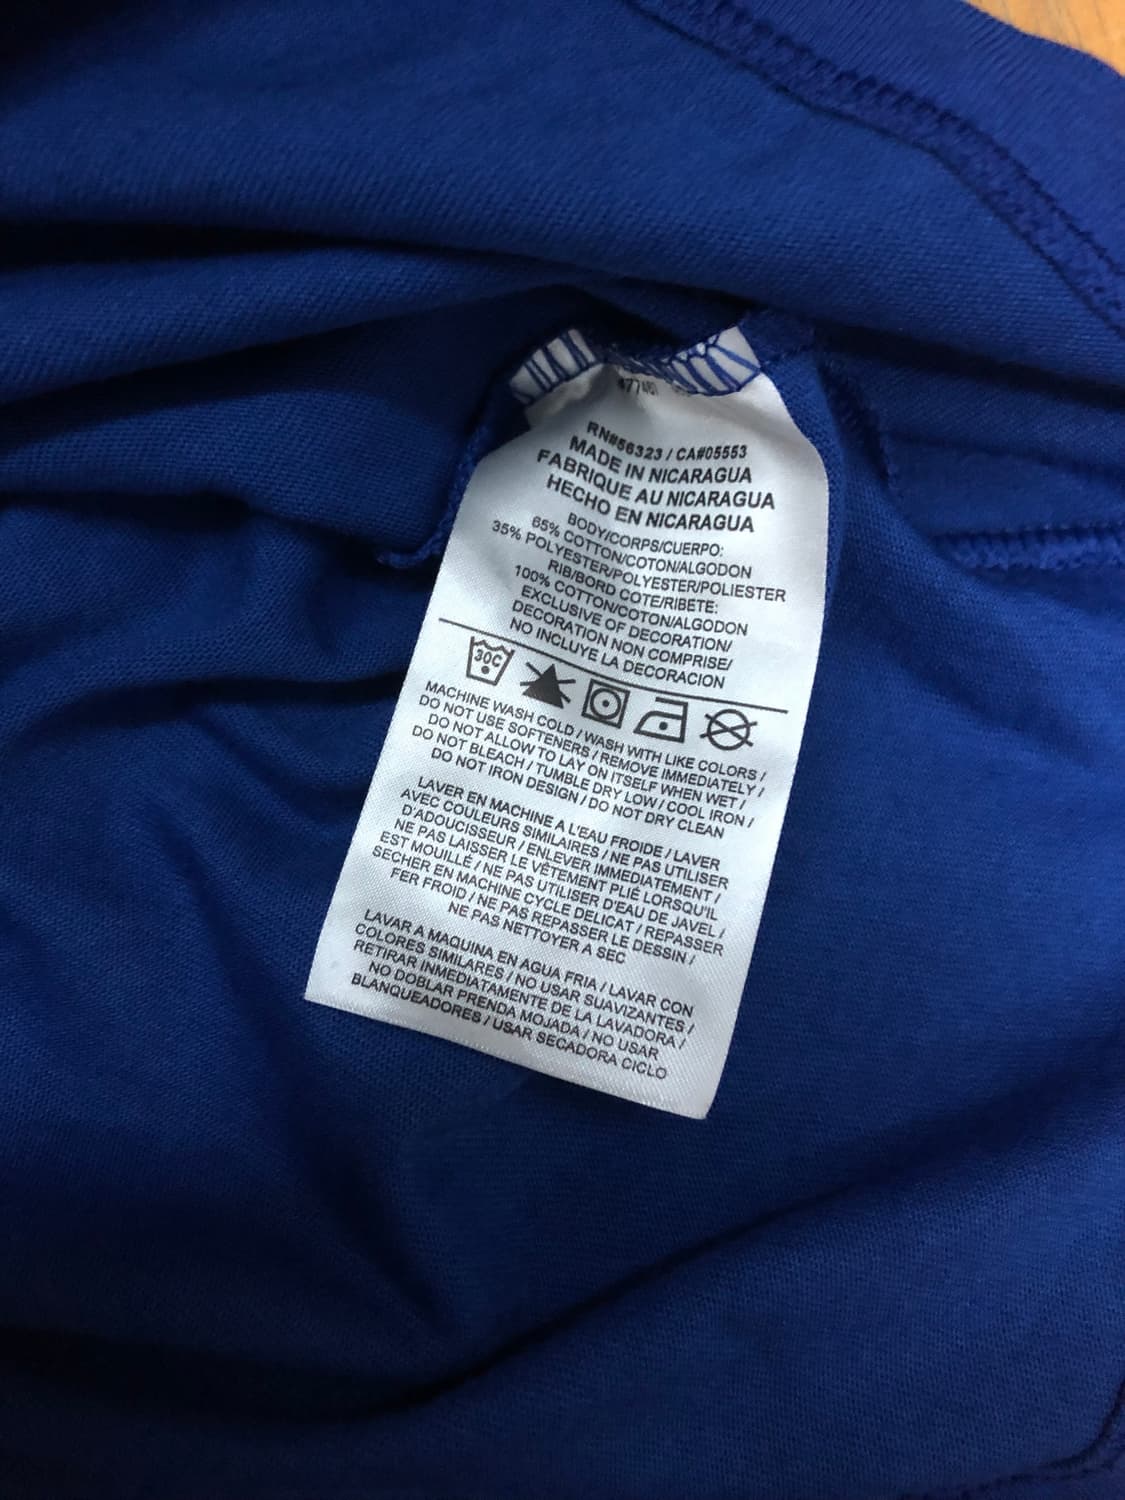 RN#56323 / CA#05553
MADE IN NICARAGUA
FABRIQUE AU NICARAGUA
HECHO EN NICARAGUA
BODY/CORPS/CUERPO:
65% COTTON/COTON/ALGODON
35% POLYESTER/POLYESTER/POLIESTER
RIB/BORD COTE/RIBETE:
100% COTTON/COTON/ALGODON
EXCLUSIVE OF DECORATION/
DECORATION NON COMPRISE/
NO INCLUYE LA DECORACION
30C
MACHINE WASH COLD / WASH WITH LIKE COLORS /
DO NOT USE SOFTENERS / REMOVE IMMEDIATELY /
DO NOT ALLOW TO LAY ON ITSELF WHEN WET /
DO NOT BLEACH / TUMBLE DRY LOW / COOL IRON /
DO NOT IRON DESIGN / DO NOT DRY CLEAN
LAVER EN MACHINE A L'EAU FROIDE / LAVER
AVEC COULEURS SIMILAIRES / NE PAS UTILISER
D'ADOUCISSEUR / ENLEVER IMMEDIATEMENT /
NE PAS LAISSER LE VÊTEMENT PLIÉ LORSQU'IL
EST MOUILLÉ / NE PAS UTILISER D'EAU DE JAVEL /
SECHER EN MACHINE CYCLE DELICAT / REPASSER
FER FROID / NE PAS REPASSER LE DESSIN /
NE PAS NETTOYER A SEC
LAVAR A MAQUINA EN AGUA FRIA / LAVAR CON
COLORES SIMILARES / NO USAR SUAVIZANTES /
RETIRAR INMEDIATAMENTE DE LA LAVADORA /
NO DOBLAR PRENDA MOJADA / NO USAR
BLANQUEADORES / USAR SECADORA CICLO